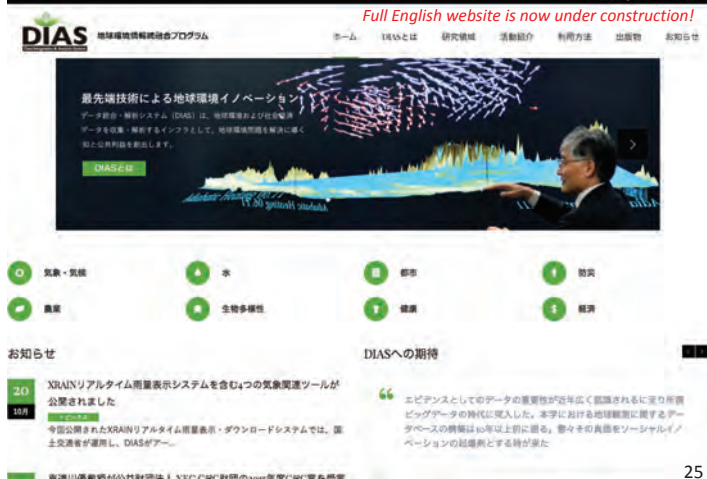 Full English website is now under construction!
DIAS 地球環境情報統合プログラム
ホーム DIASとは 研究領域 活動紹介 利用方法 出版物 お知らせ
最先端技術による地球環境イノベーション
データ統合・解析システム（DIAS）は、地球環境および社会経済
データを収集・解析するインフラとして、地球環境問題を解決に導く
知と公共利益を創出します。
DIASとは
気象・気候 水 都市 防災
農業 生物多様性 健康 経済
お知らせ
20
10月
XRAINリアルタイム雨量表示システムを含む4つの気象関連ツールが
公開されました
トピックス
今回公開されたXRAINリアルタイム雨量表示・ダウンロードシステムでは、国
土交通省が運用し、DIASがアー...
DIASへの期待
エビデンスとしてのデータの重要性が近年広く認識されるに至り所謂
ビッグデータの時代に突入した。本学における地球観測に関するデー
タベースの構築は10年以上前に遡る。営々その真価をソーシャルイノ
ベーションの起爆剤とする時が来た
25